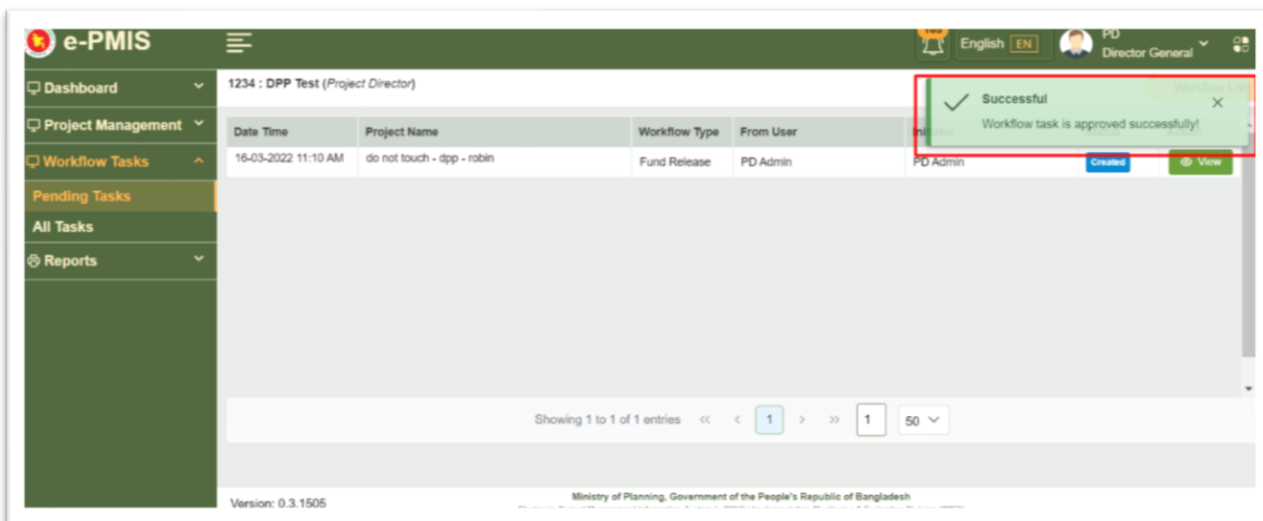 e-PMIS
English EN
PD
Director General
Dashboard
1234 : DPP Test (Project Director)
Workflow List
Successful
Workflow task is approved successfully!
Project Management
Date Time Project Name Workflow Type From User
16-03-2022 11:10 AM do not touch - dpp - robin Fund Release PD Admin PD Admin Created View
Workflow Tasks
Pending Tasks
All Tasks
Reports
Showing 1 to 1 of 1 entries << < 1 > >> 1 50
Version: 0.3.1505
Ministry of Planning, Government of the People's Republic of Bangladesh